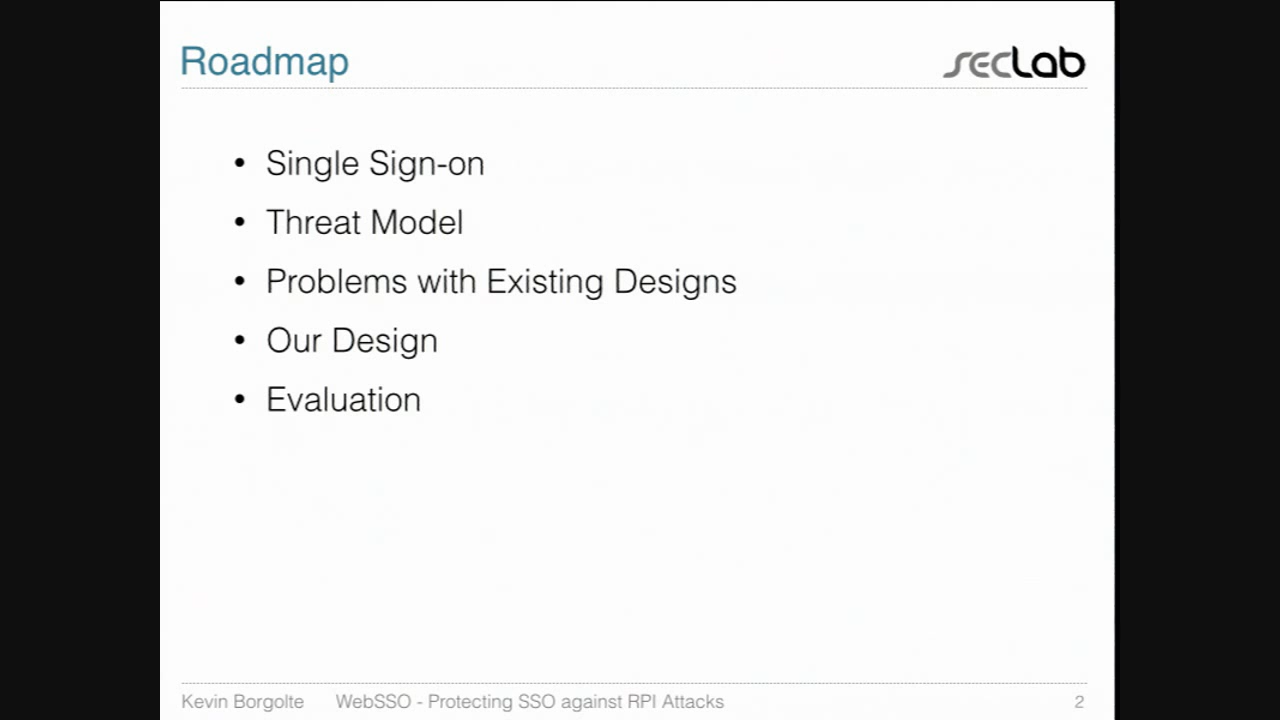 Roadmap
secLab
• Single Sign-on
• Threat Model
• Problems with Existing Designs
• Our Design
• Evaluation
Kevin Borgolte WebSSO - Protecting SSO against RPI Attacks 2